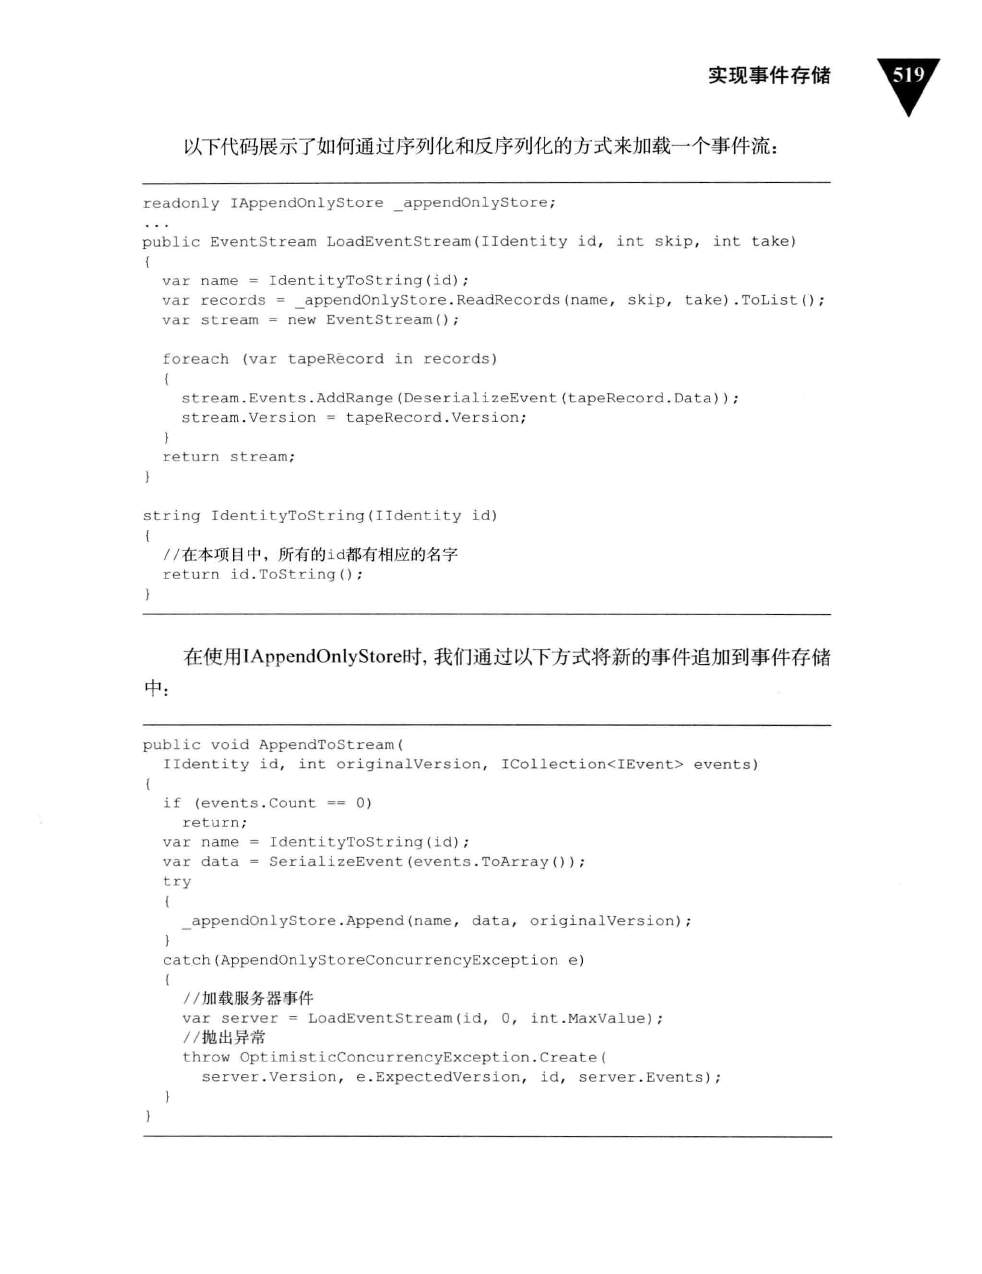 实现事件存储 519
以下代码展示了如何通过序列化和反序列化的方式来加载一个事件流：
readonly IAppendOnlyStore _appendOnlyStore;
...
public EventStream LoadEventStream(IIdentity id, int skip, int take)
{
  var name = IdentityToString(id);
  var records = _appendOnlyStore.ReadRecords(name, skip, take).ToList();
  var stream = new EventStream();

  foreach (var tapeRecord in records)
  {
    stream.Events.AddRange(DeserializeEvent(tapeRecord.Data));
    stream.Version = tapeRecord.Version;
  }
  return stream;
}

string IdentityToString(IIdentity id)
{
  //在本项目中，所有的id都有相应的名字
  return id.ToString();
}
在使用IAppendOnlyStore时，我们通过以下方式将新的事件追加到事件存储
中：
public void AppendToStream(
  IIdentity id, int originalVersion, ICollection<IEvent> events)
{
  if (events.Count == 0)
    return;
  var name = IdentityToString(id);
  var data = SerializeEvent(events.ToArray());
  try
  {
    _appendOnlyStore.Append(name, data, originalVersion);
  }
  catch(AppendOnlyStoreConcurrencyException e)
  {
    //加载服务器事件
    var server = LoadEventStream(id, 0, int.MaxValue);
    //抛出异常
    throw OptimisticConcurrencyException.Create(
      server.Version, e.ExpectedVersion, id, server.Events);
  }
}